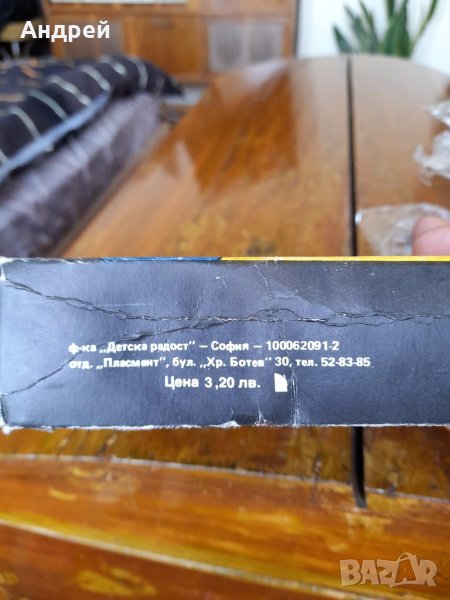 Андрей
ф-ка „Детска радост" — София — 100062091-2
отд. „Пласмент", бул. „Хр. Ботев" 30, тел. 52-83-85
Цена 3,20 лв.
BAZAR